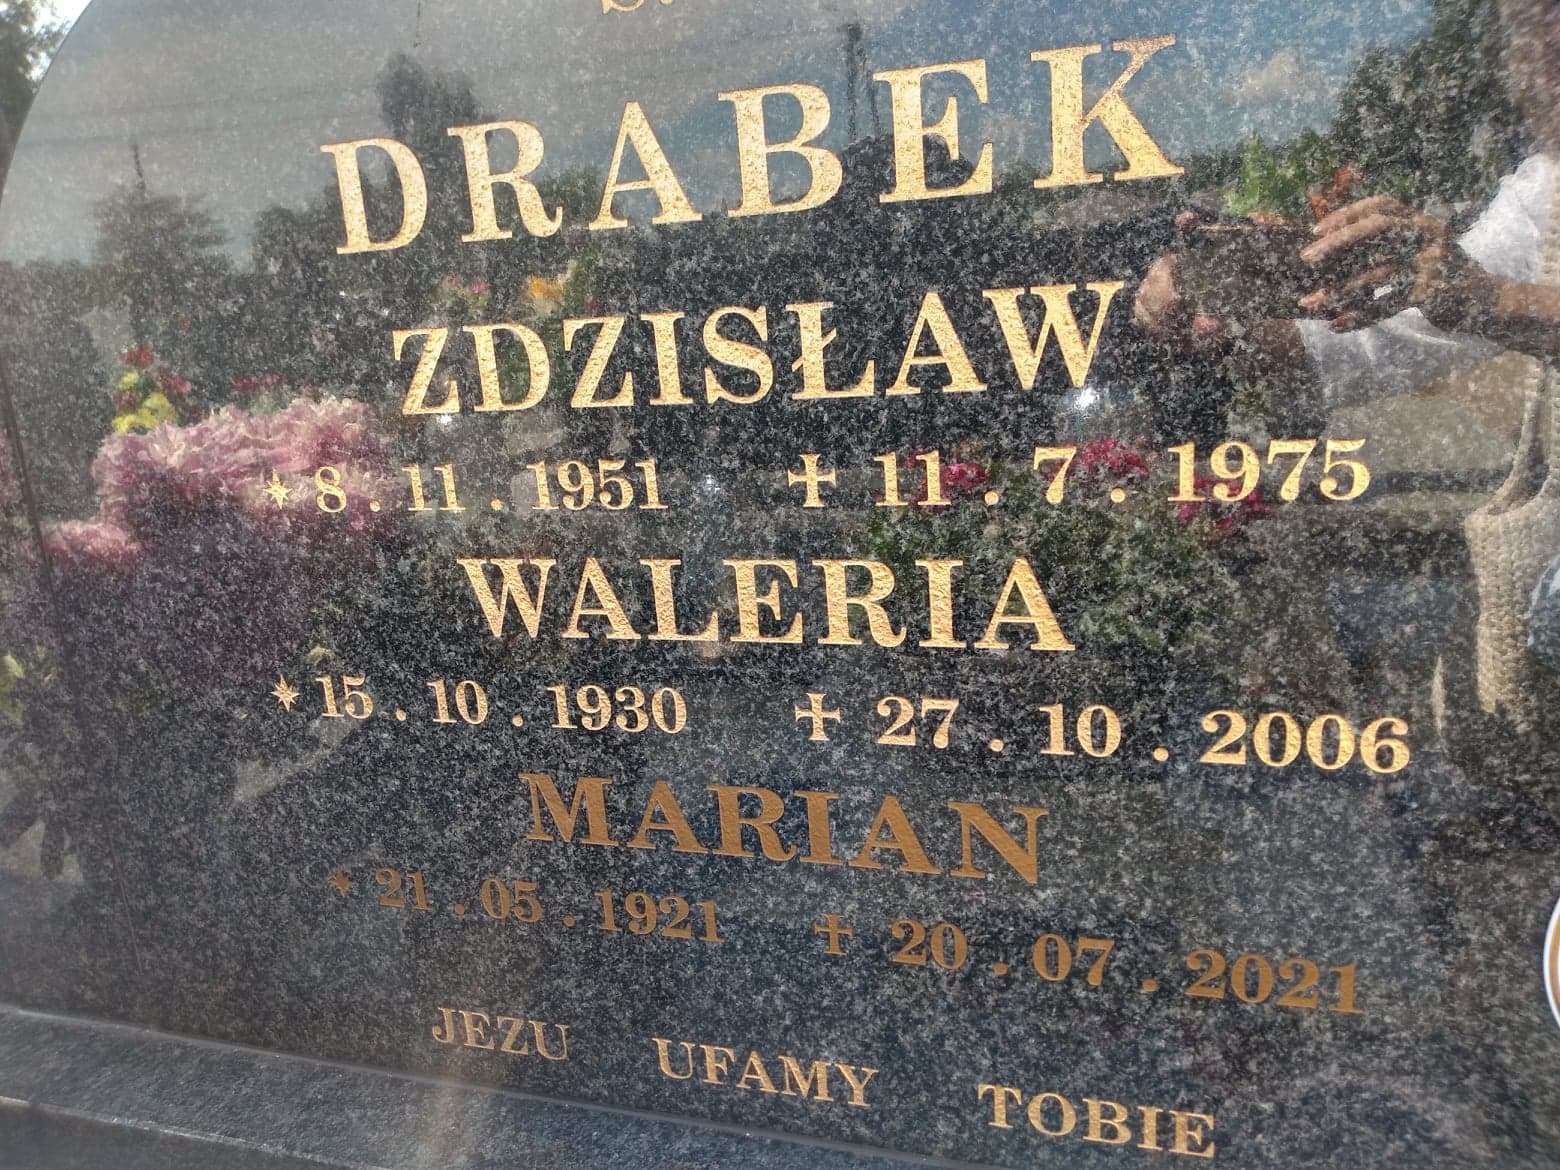 DRABEK
ZDZISŁAW
✴ 8 . 11 . 1951 ✝ 11 . 7 . 1975
WALERIA
✴ 15 . 10 . 1930 ✝ 27 . 10 . 2006
MARIAN
✴ 21 . 05 . 1921 ✝ 20 . 07 . 2021
JEZU UFAMY TOBIE